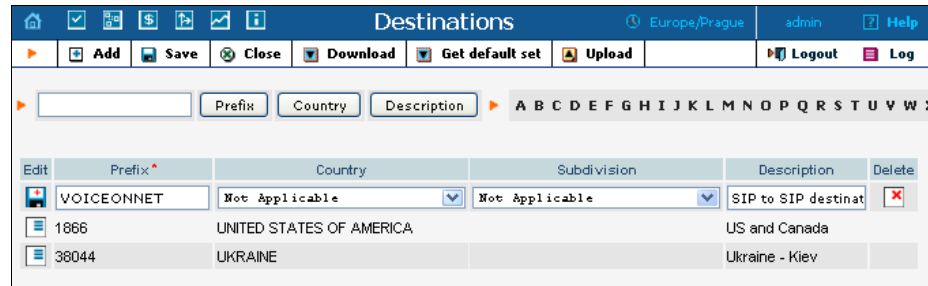 Destinations Europe/Prague admin Help
Add Save Close Download Get default set Upload Logout Log
Prefix Country Description A B C D E F G H I J K L M N O P Q R S T U V W X
Edit Prefix* Country Subdivision Description Delete
VOICEONNET Not Applicable Not Applicable SIP to SIP destinat
1866 UNITED STATES OF AMERICA US and Canada
38044 UKRAINE Ukraine - Kiev